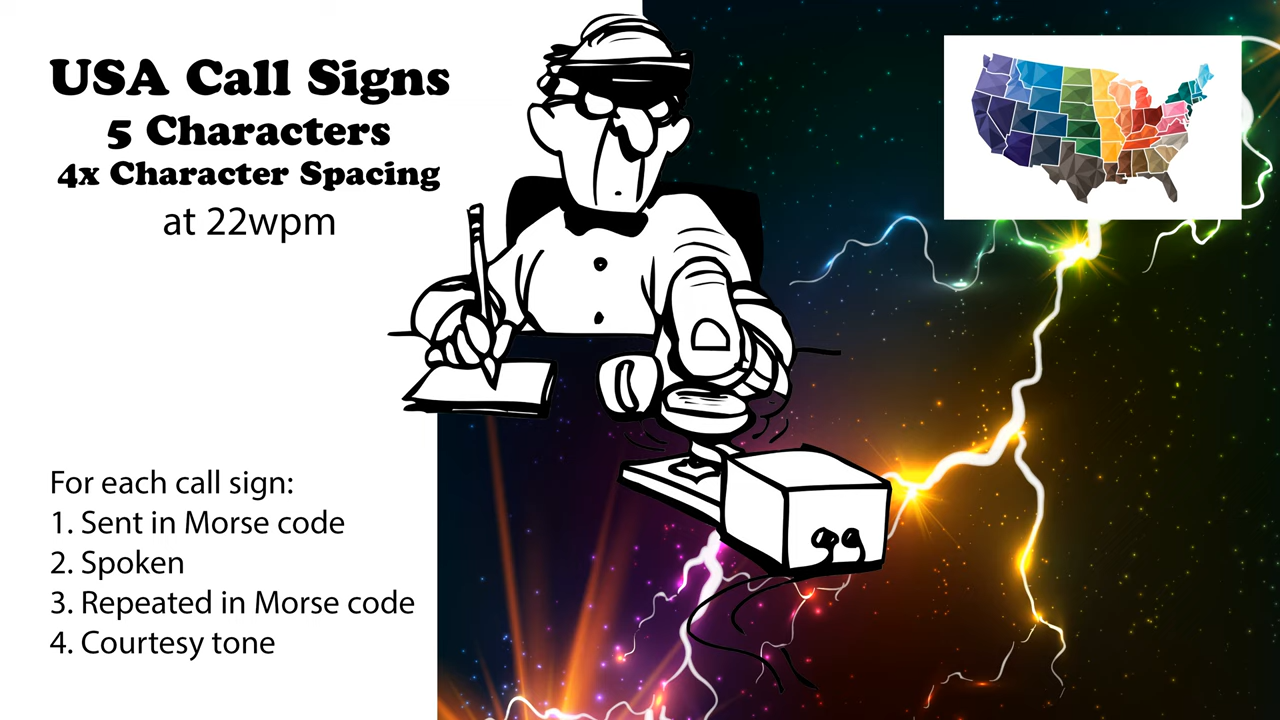 USA Call Signs
5 Characters
4x Character Spacing
at 22wpm
For each call sign:
1. Sent in Morse code
2. Spoken
3. Repeated in Morse code
4. Courtesy tone